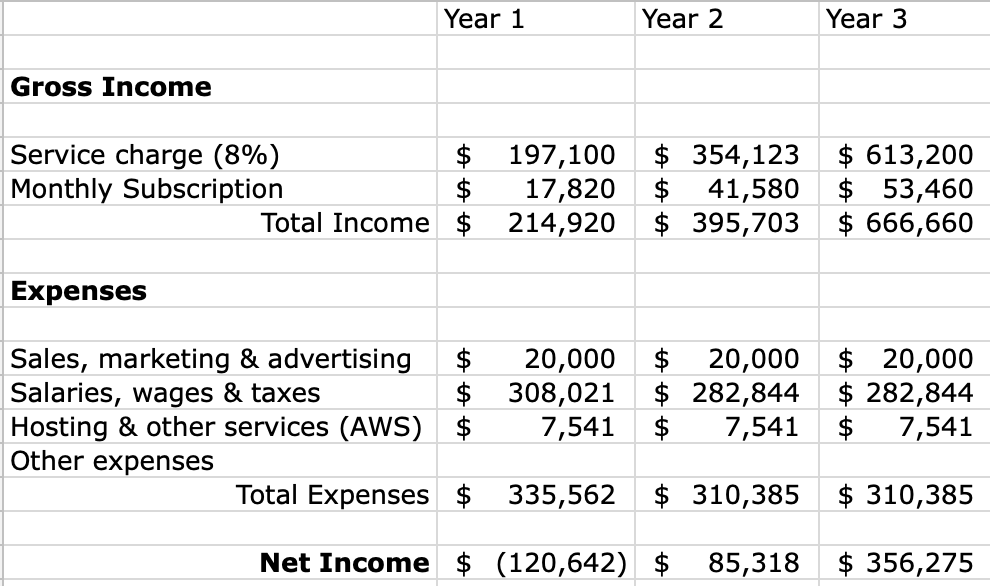 Year 1 Year 2 Year 3
Gross Income
Service charge (8%) $ 197,100 $ 354,123 $ 613,200
Monthly Subscription $ 17,820 $ 41,580 $ 53,460
Total Income $ 214,920 $ 395,703 $ 666,660
Expenses
Sales, marketing & advertising $ 20,000 $ 20,000 $ 20,000
Salaries, wages & taxes $ 308,021 $ 282,844 $ 282,844
Hosting & other services (AWS) $ 7,541 $ 7,541 $ 7,541
Other expenses
Total Expenses $ 335,562 $ 310,385 $ 310,385
Net Income $ (120,642) $ 85,318 $ 356,275